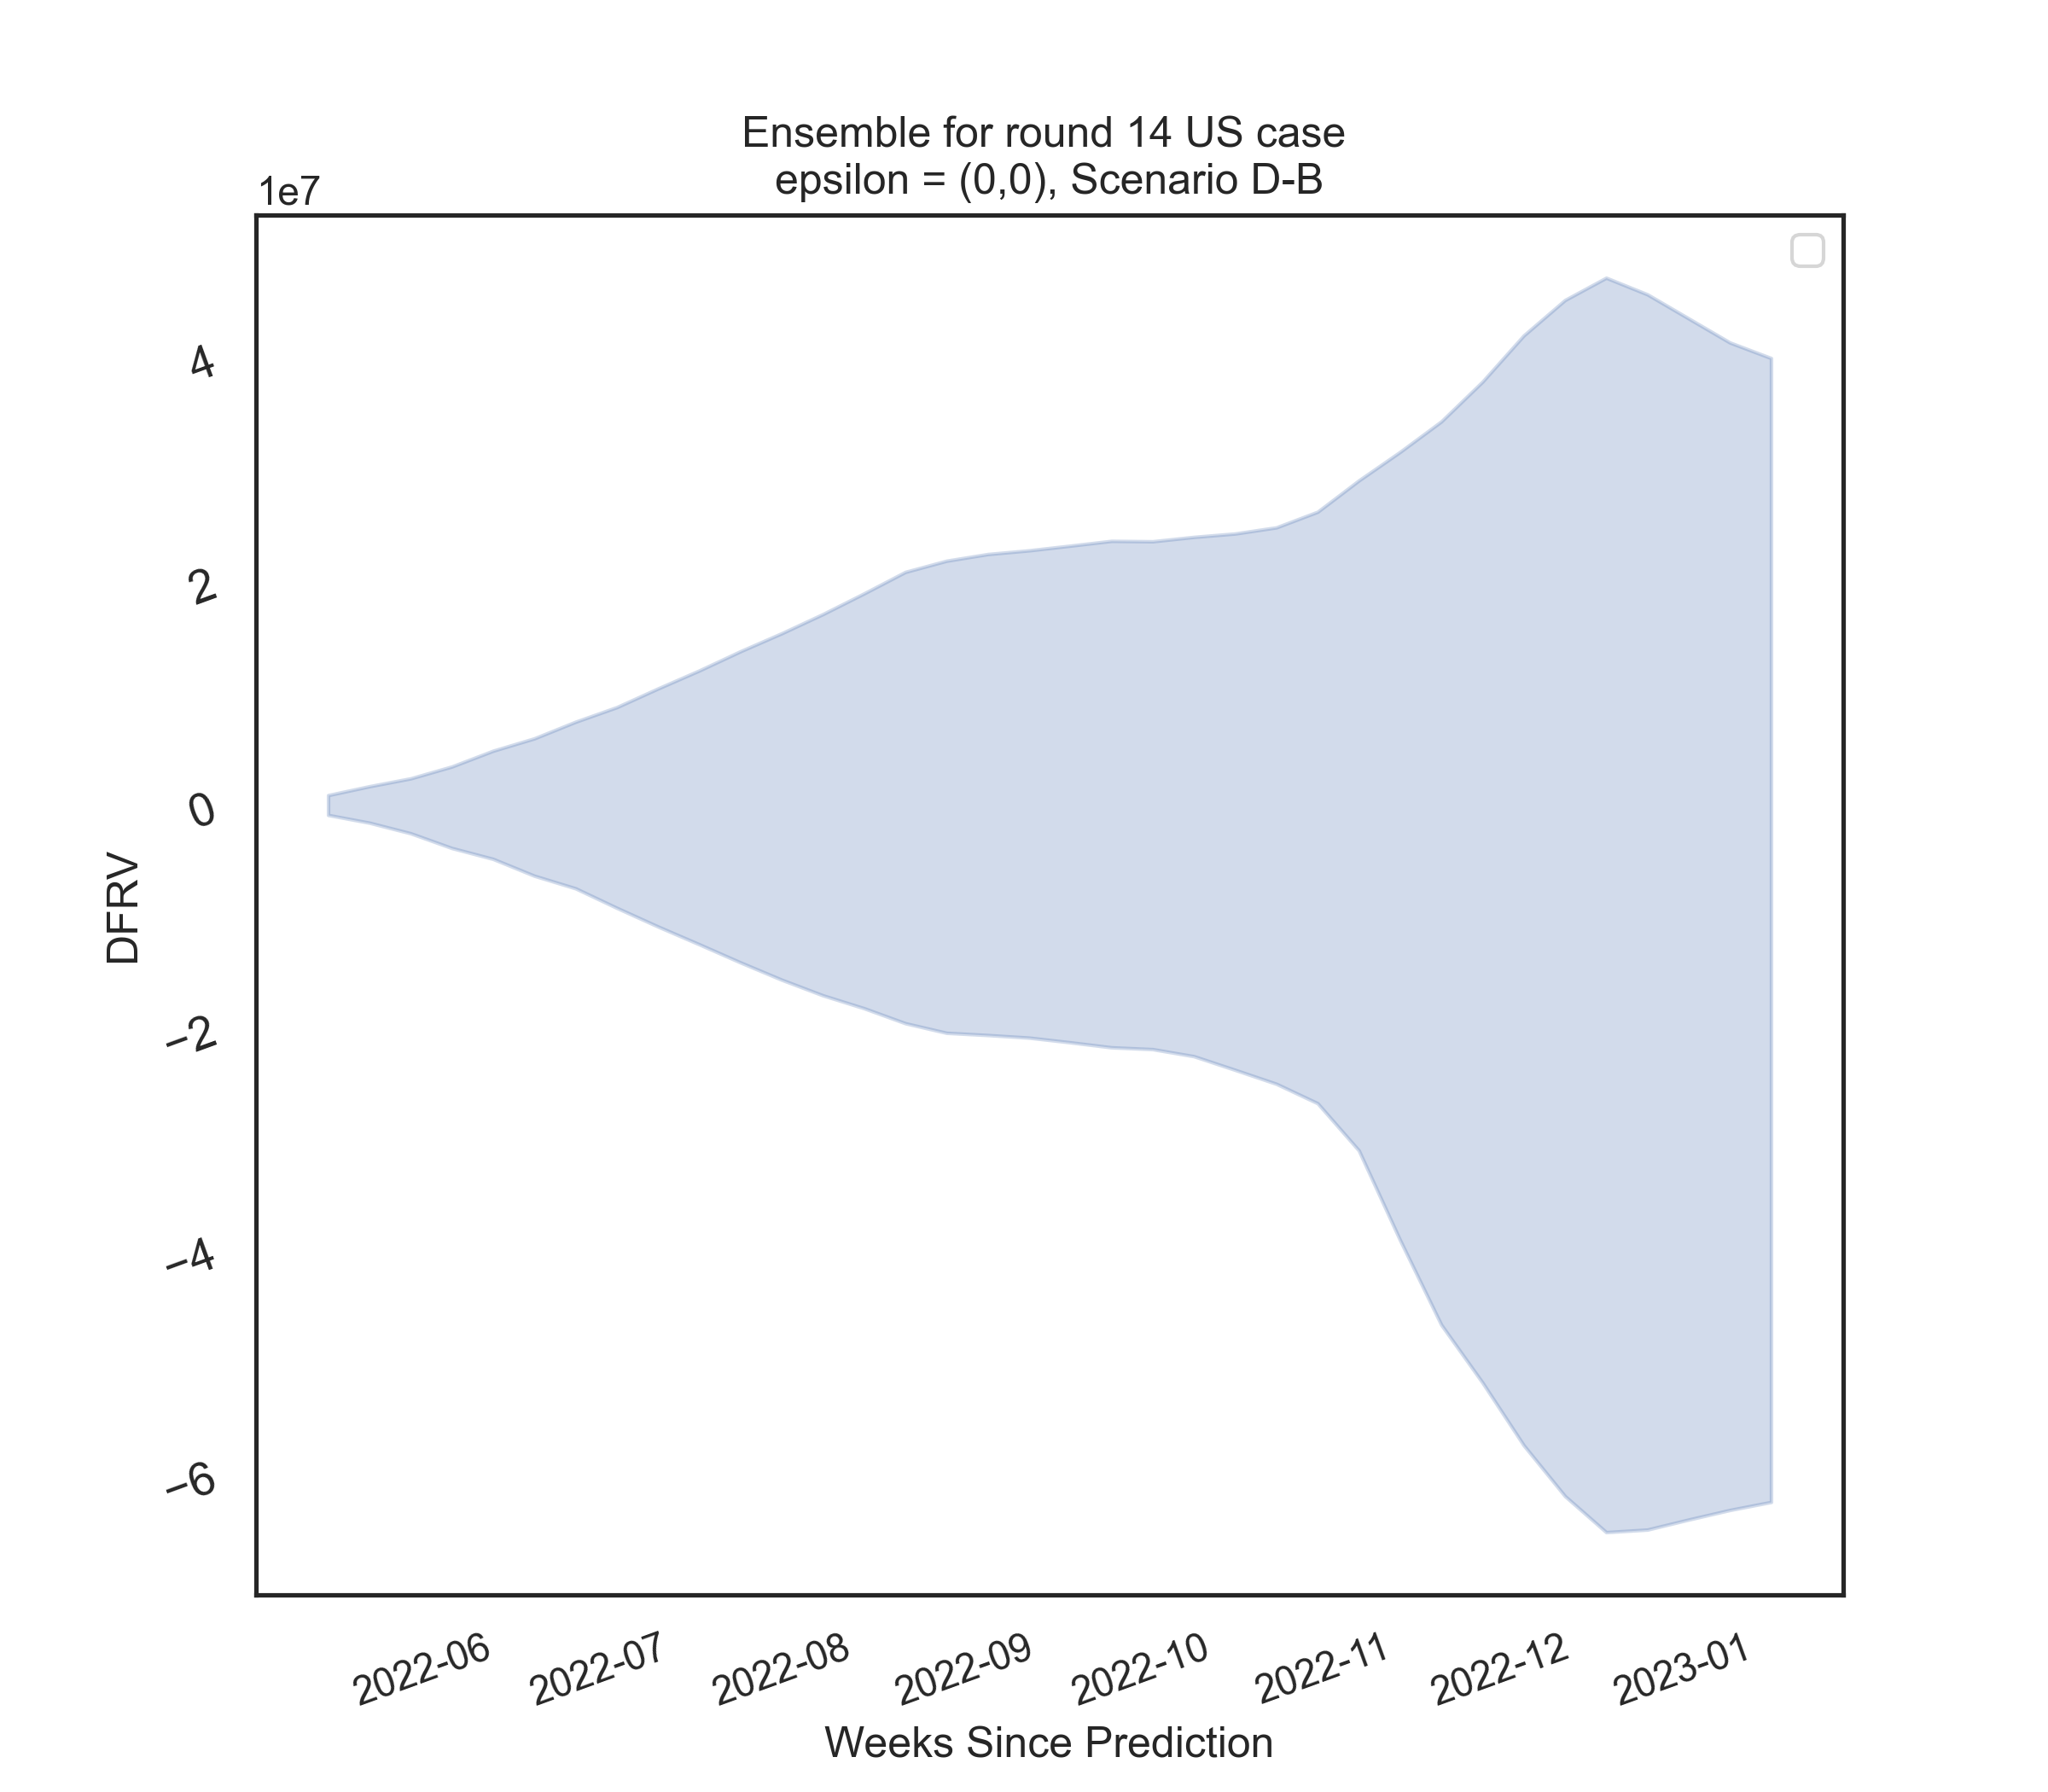 Ensemble for round 14 US case
epsilon = (0,0), Scenario D-B
1e7
4
2
0
−2
−4
−6
DFRV
2022-06
2022-07
2022-08
2022-09
2022-10
2022-11
2022-12
2023-01
Weeks Since Prediction